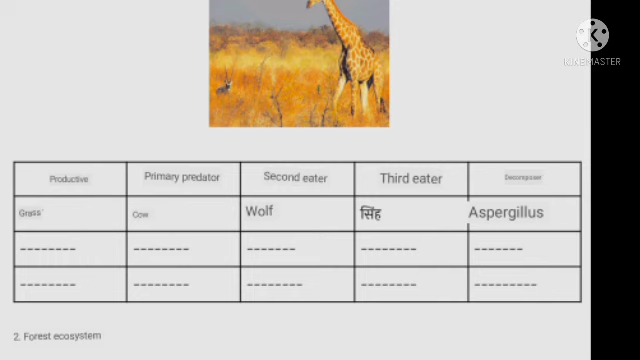 KINEMASTER
Productive Primary predator Second eater Third eater Decomposer
Grass' Cow Wolf सिंह Aspergillus
-------- -------- ------- -------- -------
-------- -------- -------- -------- ---------
2. Forest ecosystem